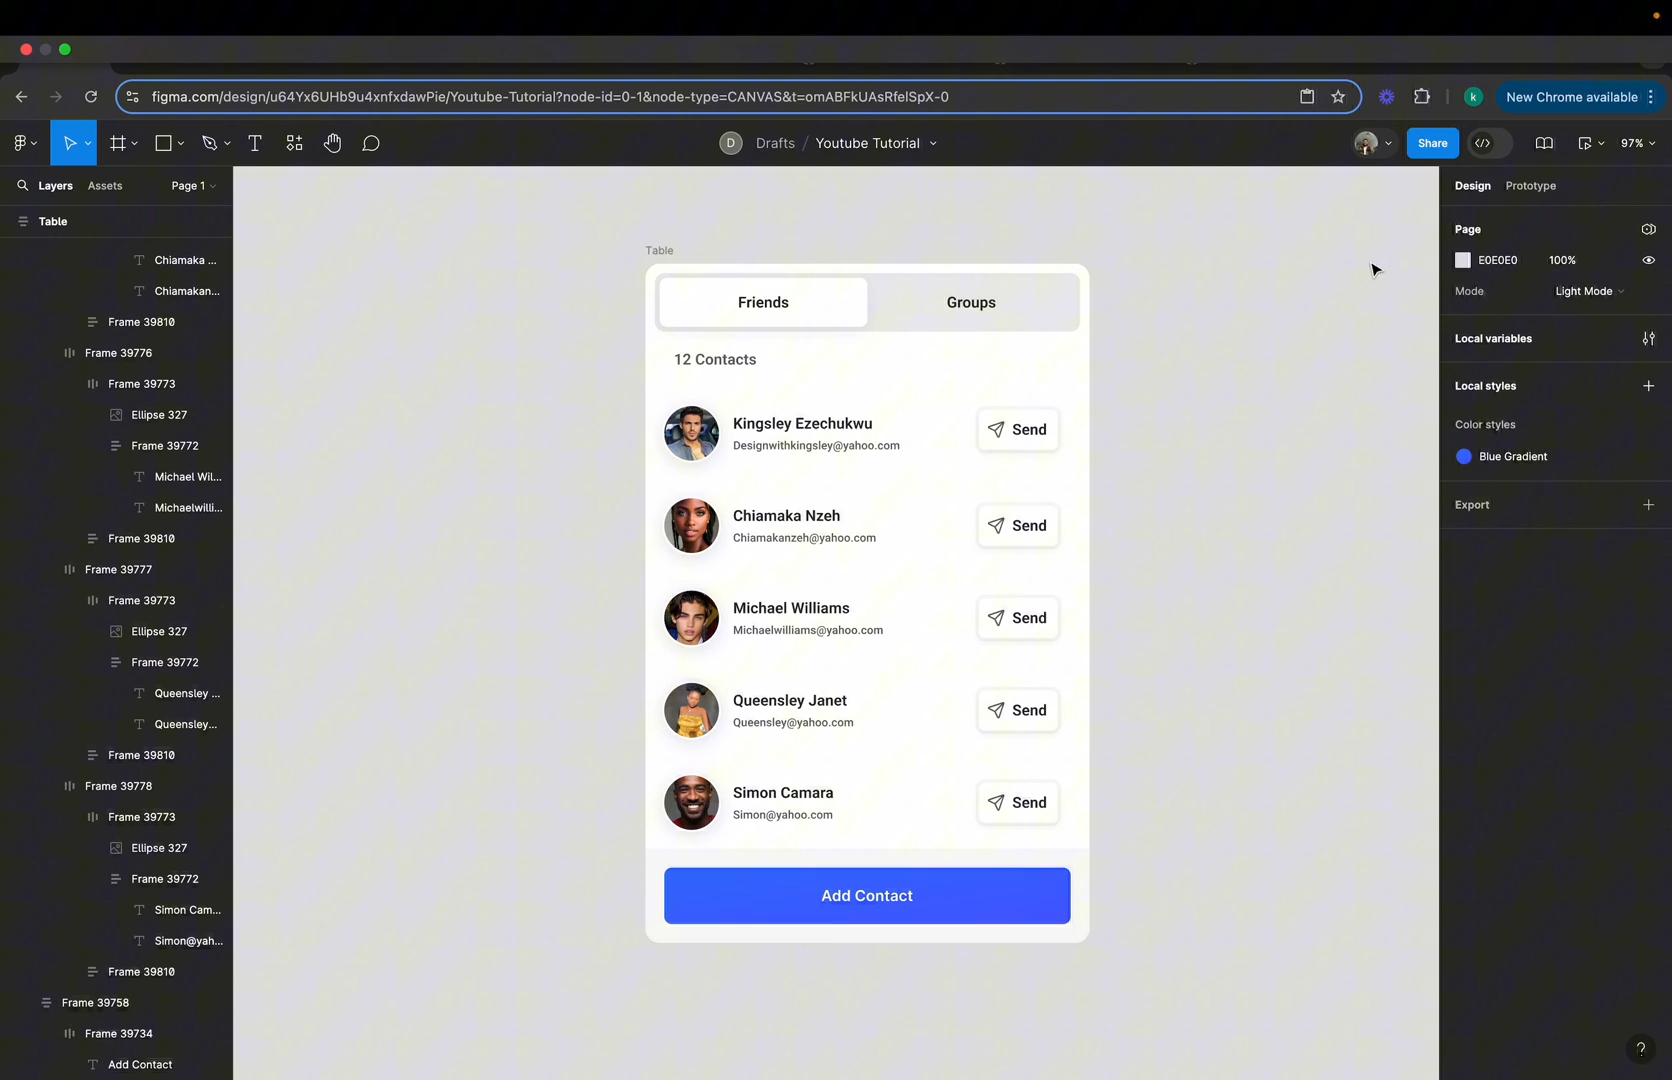 figma.com/design/u64Yx6UHb9u4xnfxdawPie/Youtube-Tutorial?node-id=0-1&node-type=CANVAS&t=omABFkUAsRfelSpX-0
k
New Chrome available
D
Drafts / Youtube Tutorial
Share
97%
Layers
Assets
Page 1
Table
Chiamaka ...
Chiamakan...
Frame 39810
Frame 39776
Frame 39773
Ellipse 327
Frame 39772
Michael Wil...
Michaelwilli...
Frame 39810
Frame 39777
Frame 39773
Ellipse 327
Frame 39772
Queensley ...
Queensley...
Frame 39810
Frame 39778
Frame 39773
Ellipse 327
Frame 39772
Simon Cam...
Simon@yah...
Frame 39810
Frame 39758
Frame 39734
Add Contact
Table
Friends
Groups
12 Contacts
Kingsley Ezechukwu
Designwithkingsley@yahoo.com
Send
Chiamaka Nzeh
Chiamakanzeh@yahoo.com
Send
Michael Williams
Michaelwilliams@yahoo.com
Send
Queensley Janet
Queensley@yahoo.com
Send
Simon Camara
Simon@yahoo.com
Send
Add Contact
Design
Prototype
Page
E0E0E0
100%
Mode
Light Mode
Local variables
Local styles
Color styles
Blue Gradient
Export
?